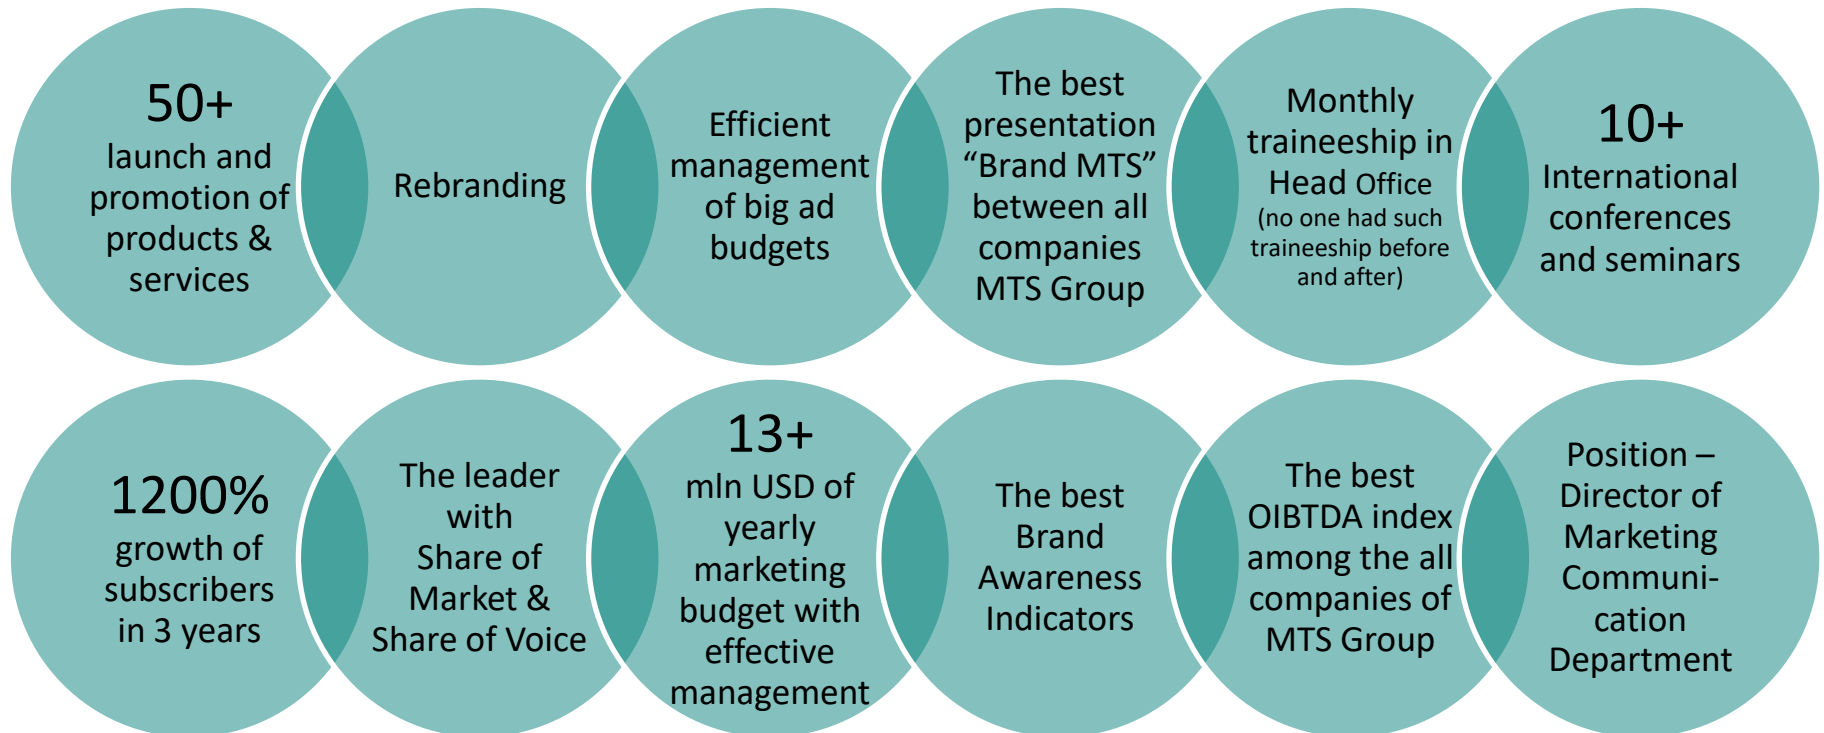 50+
launch and
promotion of
products &
services
Rebranding
Efficient
management
of big ad
budgets
The best
presentation
“Brand MTS”
between all
companies
MTS Group
Monthly
traineeship in
Head Office
(no one had such
traineeship before
and after)
10+
International
conferences
and seminars
1200%
growth of
subscribers
in 3 years
The leader
with
Share of
Market &
Share of Voice
13+
mln USD of
yearly
marketing
budget with
effective
management
The best
Brand
Awareness
Indicators
The best
OIBTDA index
among the all
companies of
MTS Group
Position –
Director of
Marketing
Communi-
cation
Department